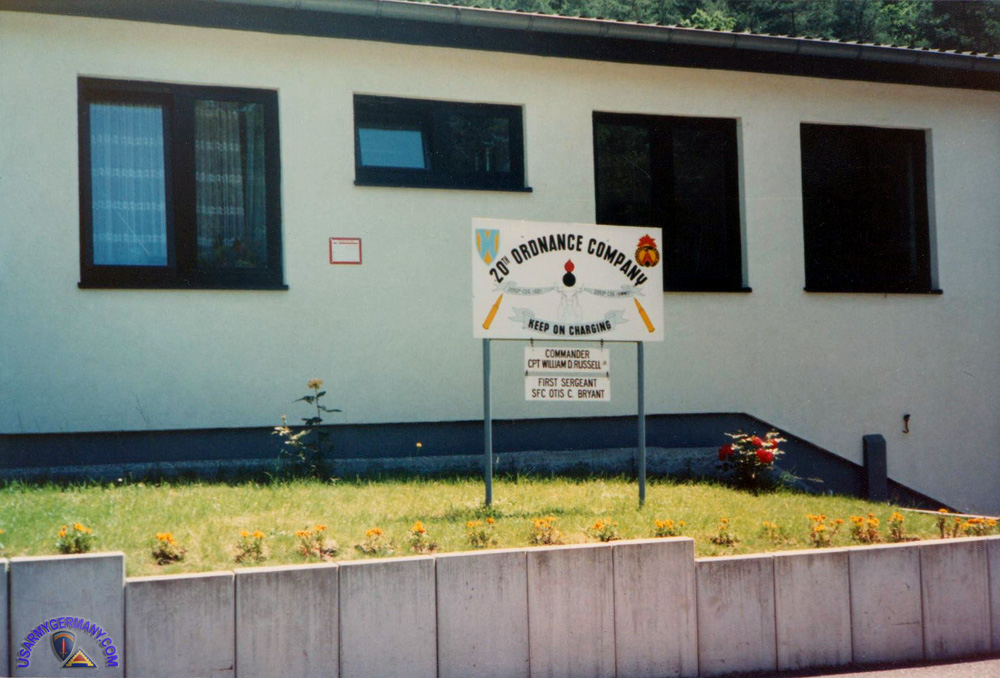 20TH ORDNANCE COMPANY
KEEP ON CHARGING
COMMANDER
CPT WILLIAM D. RUSSELL
FIRST SERGEANT
SFC OTIS C. BRYANT
USARMYGERMANY.COM